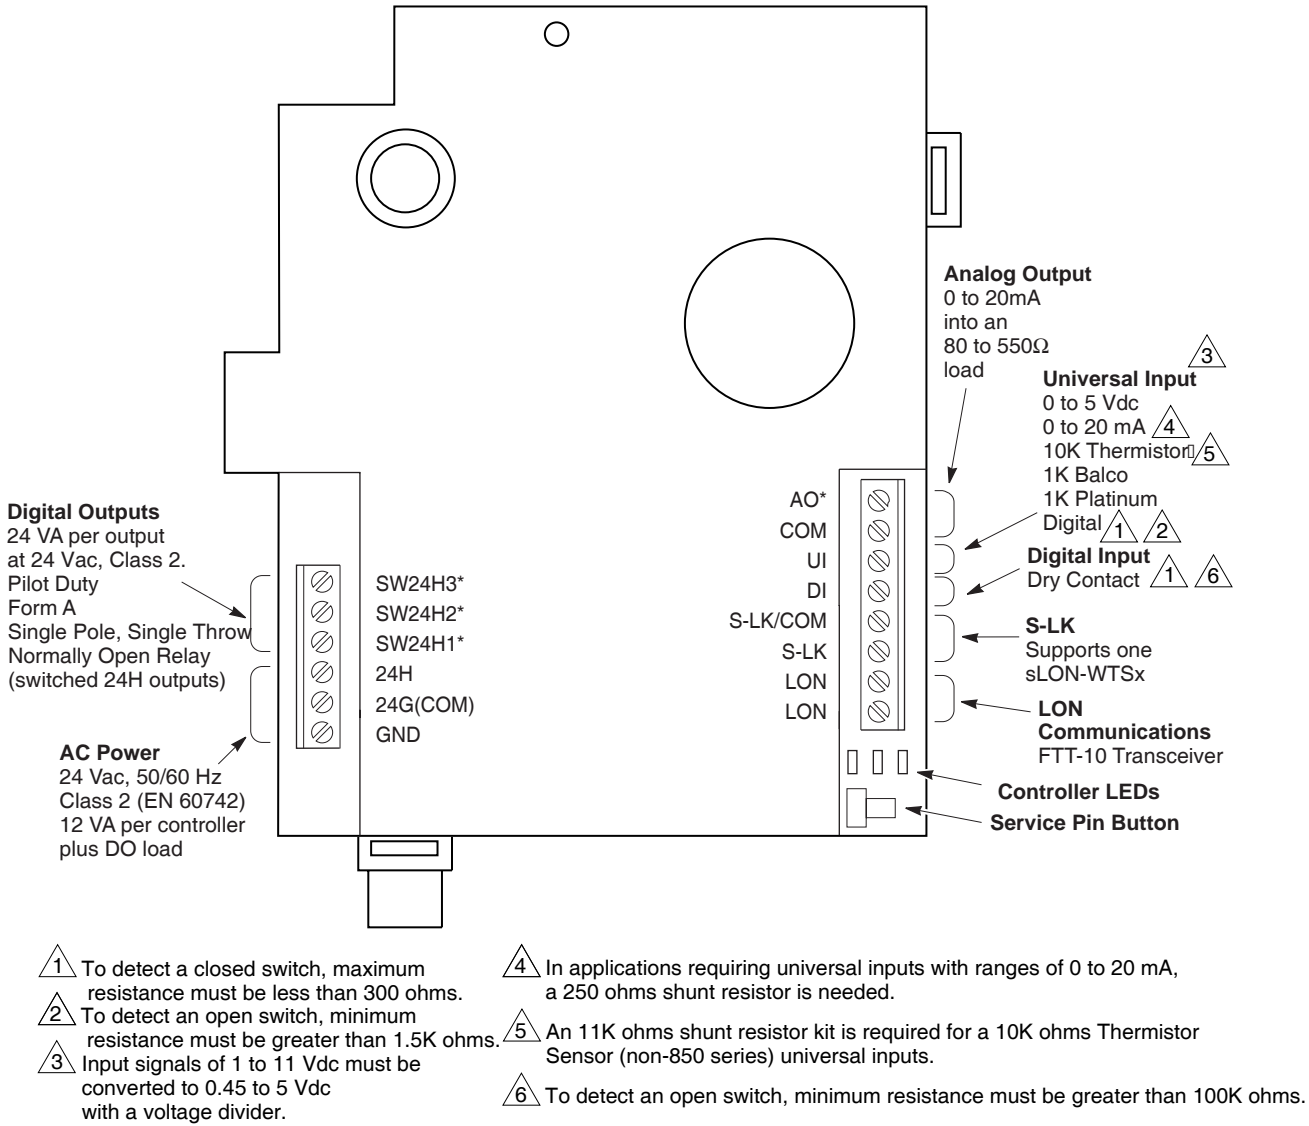 Analog Output
0 to 20mA
into an
80 to 550Ω
load
3
Universal Input
0 to 5 Vdc
0 to 20 mA 4
10K Thermistor 5
1K Balco
1K Platinum
Digital 1 2
Digital Input
Dry Contact 1 6
S-LK
Supports one
sLON-WTSx
LON
Communications
FTT-10 Transceiver
Controller LEDs
Service Pin Button
AO*
COM
UI
DI
S-LK/COM
S-LK
LON
LON
Digital Outputs
24 VA per output
at 24 Vac, Class 2.
Pilot Duty
Form A
Single Pole, Single Throw
Normally Open Relay
(switched 24H outputs)
SW24H3*
SW24H2*
SW24H1*
24H
24G(COM)
GND
AC Power
24 Vac, 50/60 Hz
Class 2 (EN 60742)
12 VA per controller
plus DO load
1 To detect a closed switch, maximum
resistance must be less than 300 ohms.
2 To detect an open switch, minimum
resistance must be greater than 1.5K ohms.
3 Input signals of 1 to 11 Vdc must be
converted to 0.45 to 5 Vdc
with a voltage divider.
4 In applications requiring universal inputs with ranges of 0 to 20 mA,
a 250 ohms shunt resistor is needed.
5 An 11K ohms shunt resistor kit is required for a 10K ohms Thermistor
Sensor (non-850 series) universal inputs.
6 To detect an open switch, minimum resistance must be greater than 100K ohms.